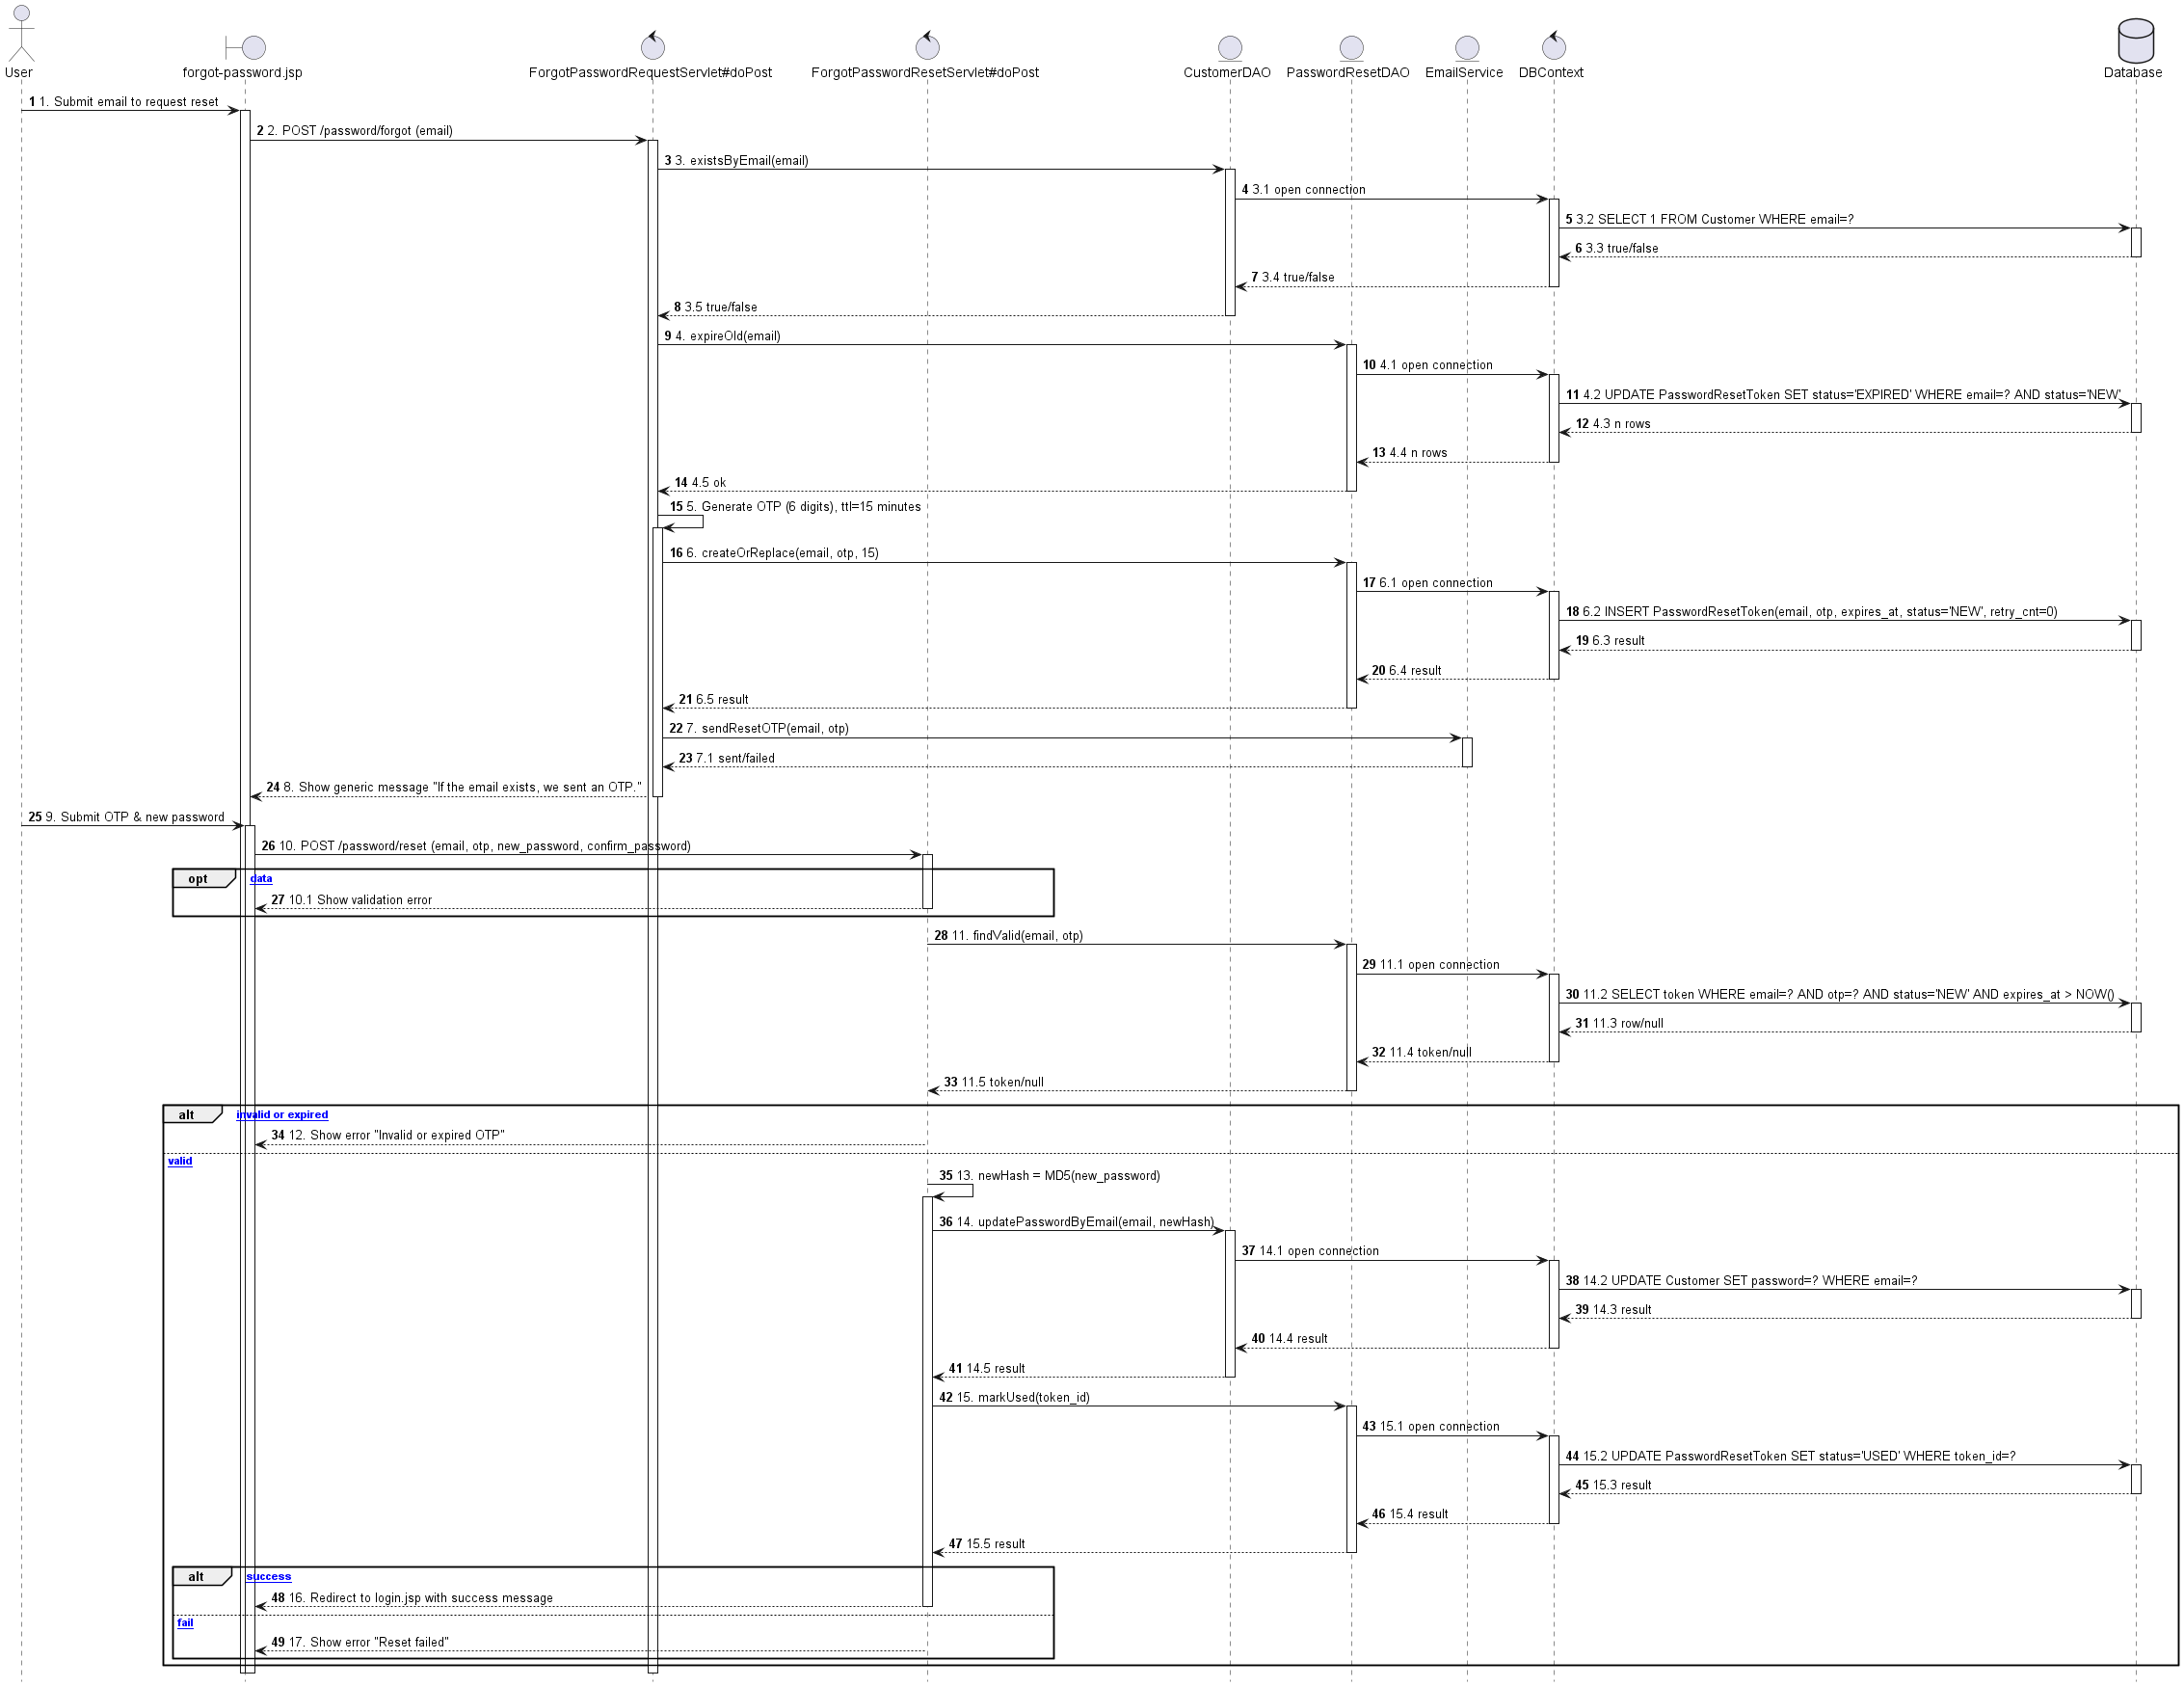 User
forgot-password.jsp
ForgotPasswordRequestServlet#doPost
ForgotPasswordResetServlet#doPost
CustomerDAO
PasswordResetDAO
EmailService
DBContext
Database
1 1. Submit email to request reset
2 2. POST /password/forgot (email)
3 3. existsByEmail(email)
4 3.1 open connection
5 3.2 SELECT 1 FROM Customer WHERE email=?
6 3.3 true/false
7 3.4 true/false
8 3.5 true/false
9 4. expireOld(email)
10 4.1 open connection
11 4.2 UPDATE PasswordResetToken SET status='EXPIRED' WHERE email=? AND status='NEW'
12 4.3 n rows
13 4.4 n rows
14 4.5 ok
15 5. Generate OTP (6 digits), ttl=15 minutes
16 6. createOrReplace(email, otp, 15)
17 6.1 open connection
18 6.2 INSERT PasswordResetToken(email, otp, expires_at, status='NEW', retry_cnt=0)
19 6.3 result
20 6.4 result
21 6.5 result
22 7. sendResetOTP(email, otp)
23 7.1 sent/failed
24 8. Show generic message "If the email exists, we sent an OTP."
25 9. Submit OTP & new password
26 10. POST /password/reset (email, otp, new_password, confirm_password)
opt data
27 10.1 Show validation error
28 11. findValid(email, otp)
29 11.1 open connection
30 11.2 SELECT token WHERE email=? AND otp=? AND status='NEW' AND expires_at > NOW()
31 11.3 row/null
32 11.4 token/null
33 11.5 token/null
alt invalid or expired
34 12. Show error "Invalid or expired OTP"
valid
35 13. newHash = MD5(new_password)
36 14. updatePasswordByEmail(email, newHash)
37 14.1 open connection
38 14.2 UPDATE Customer SET password=? WHERE email=?
39 14.3 result
40 14.4 result
41 14.5 result
42 15. markUsed(token_id)
43 15.1 open connection
44 15.2 UPDATE PasswordResetToken SET status='USED' WHERE token_id=?
45 15.3 result
46 15.4 result
47 15.5 result
alt success
48 16. Redirect to login.jsp with success message
fail
49 17. Show error "Reset failed"